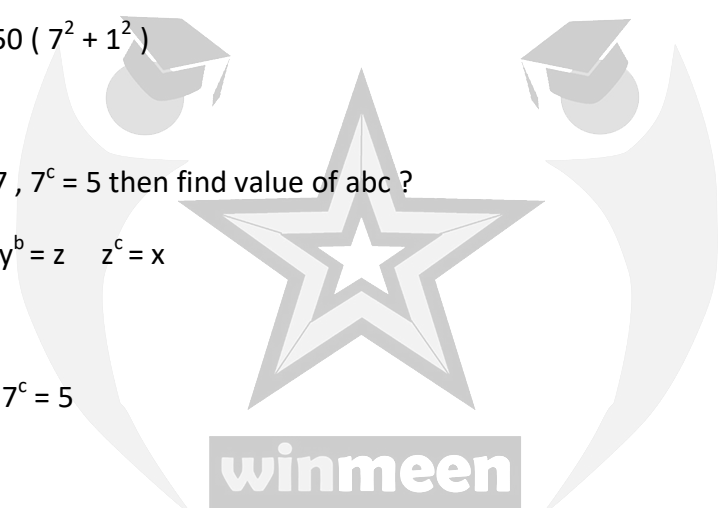 50 ( 7² + 1² )
7 , 7ᶜ = 5 then find value of abc ?
yᵇ = z zᶜ = x
7ᶜ = 5
winmeen